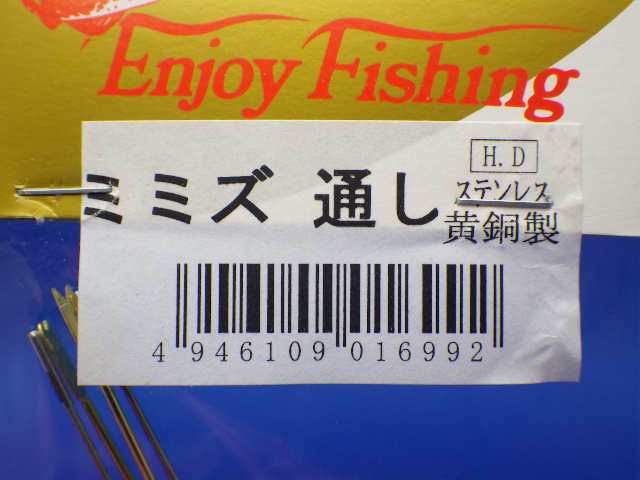 Enjoy Fishing
ミミズ 通し
H.D
ステンレス
黄銅製
4 946109 016992